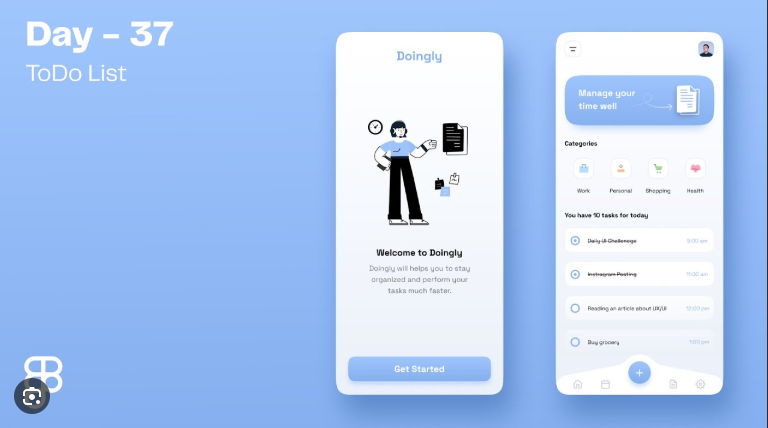 Day - 37
ToDo List
Doingly
Welcome to Doingly
Doingly will helps you to stay
organized and perform your
tasks much faster.
Get Started
Manage your
time well
Categories
Work
Personal
Shopping
Health
You have 10 tasks for today
Daily UI Challenege
9:00 am
Instragram Posting
11:00 am
Reading an article about UX/UI
12:00 pm
Buy grocery
1:00 pm